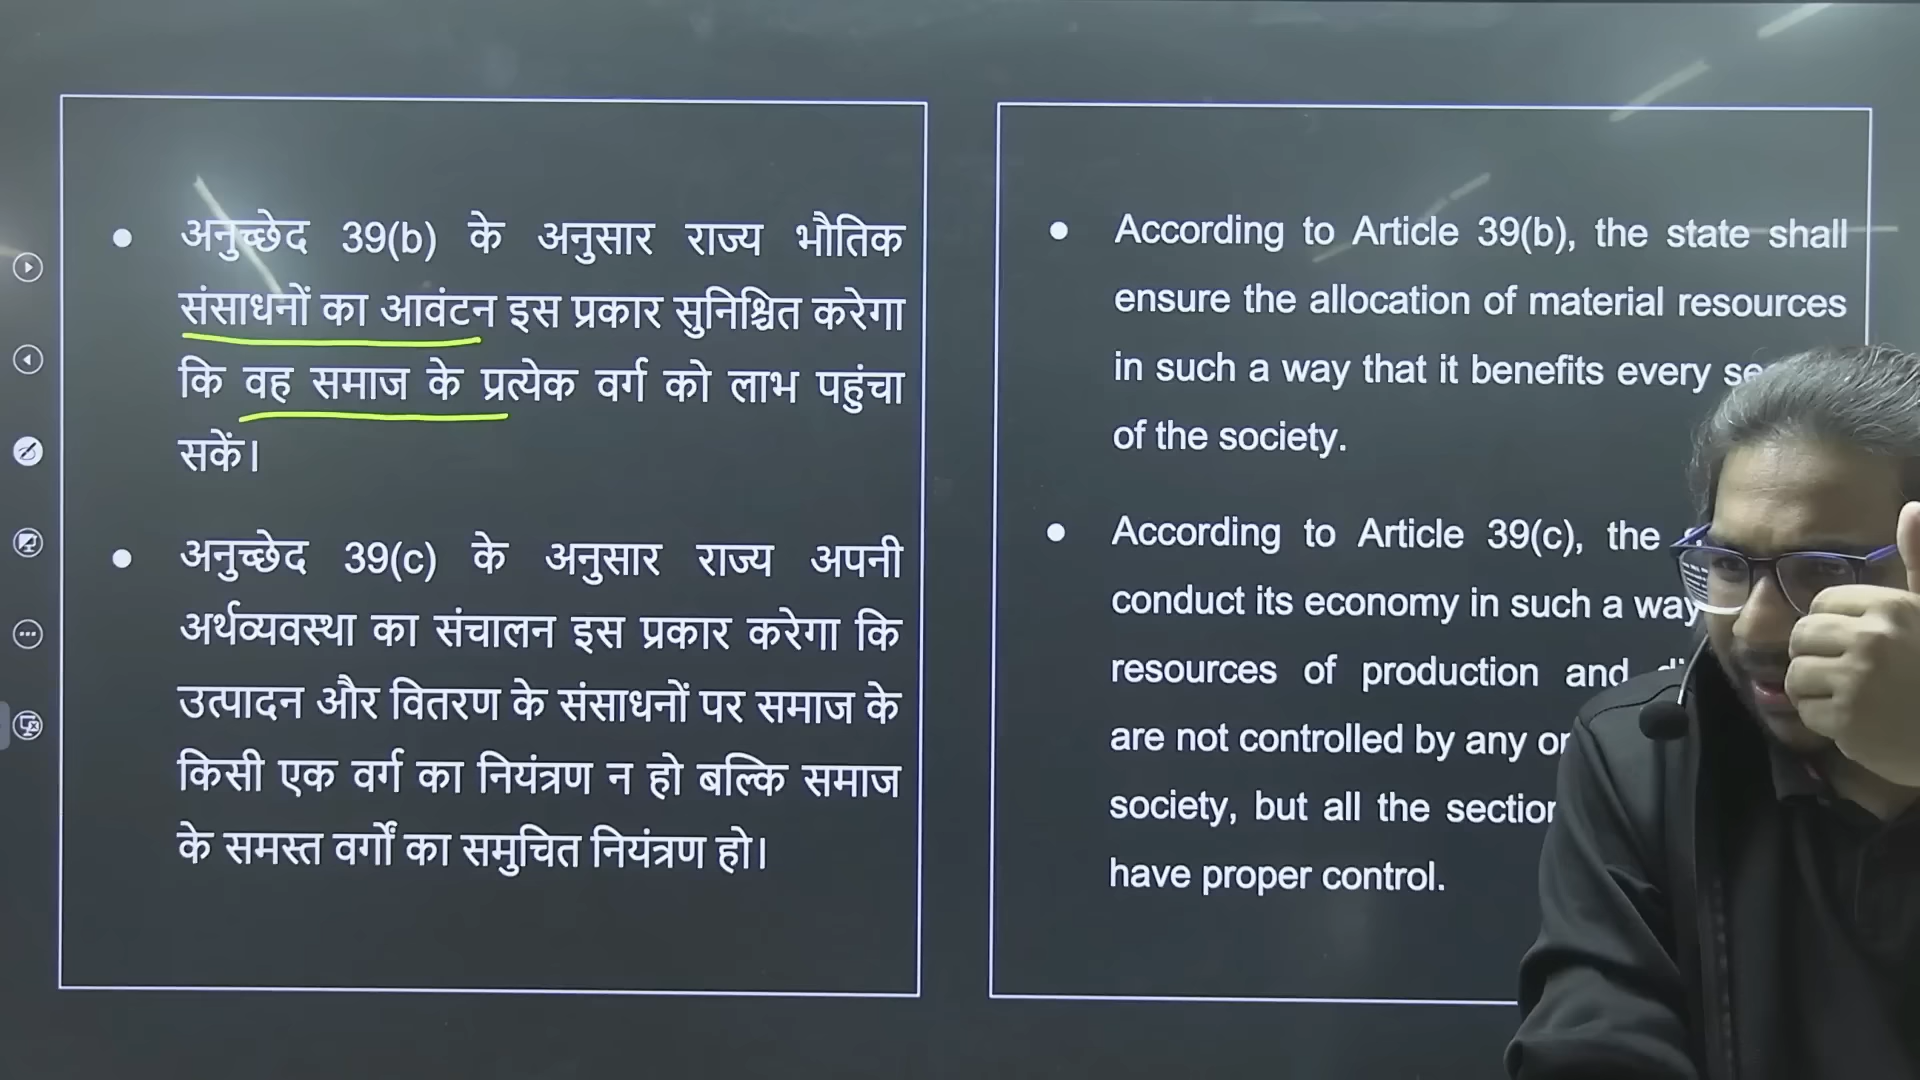 अनुच्छेद 39(b) के अनुसार राज्य भौतिक
संसाधनों का आवंटन इस प्रकार सुनिश्चित करेगा
कि वह समाज के प्रत्येक वर्ग को लाभ पहुंचा
सकें।
अनुच्छेद 39(c) के अनुसार राज्य अपनी
अर्थव्यवस्था का संचालन इस प्रकार करेगा कि
उत्पादन और वितरण के संसाधनों पर समाज के
किसी एक वर्ग का नियंत्रण न हो बल्कि समाज
के समस्त वर्गों का समुचित नियंत्रण हो।
According to Article 39(b), the state shall
ensure the allocation of material resources
in such a way that it benefits every
of the society.
According to Article 39(c), the
conduct its economy in such a way
resources of production and
are not controlled by any
society, but all the
have proper control.